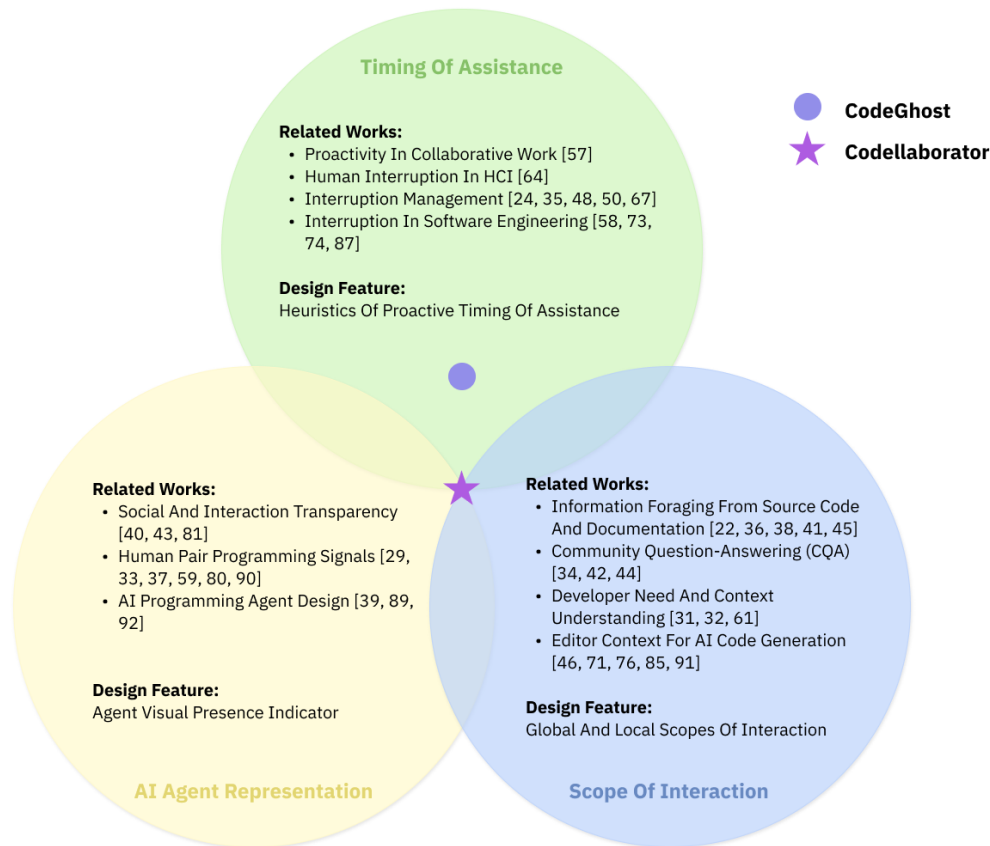 Timing Of Assistance
Related Works:
• Proactivity In Collaborative Work [57]
• Human Interruption In HCI [64]
• Interruption Management [24, 35, 48, 50, 67]
• Interruption In Software Engineering [58, 73,
74, 87]
Design Feature:
Heuristics Of Proactive Timing Of Assistance
CodeGhost
Codellaborator
Related Works:
• Social And Interaction Transparency
[40, 43, 81]
• Human Pair Programming Signals [29,
33, 37, 59, 80, 90]
• AI Programming Agent Design [39, 89,
92]
Design Feature:
Agent Visual Presence Indicator
AI Agent Representation
Related Works:
• Information Foraging From Source Code
And Documentation [22, 36, 38, 41, 45]
• Community Question-Answering (CQA)
[34, 42, 44]
• Developer Need And Context
Understanding [31, 32, 61]
• Editor Context For AI Code Generation
[46, 71, 76, 85, 91]
Design Feature:
Global And Local Scopes Of Interaction
Scope Of Interaction